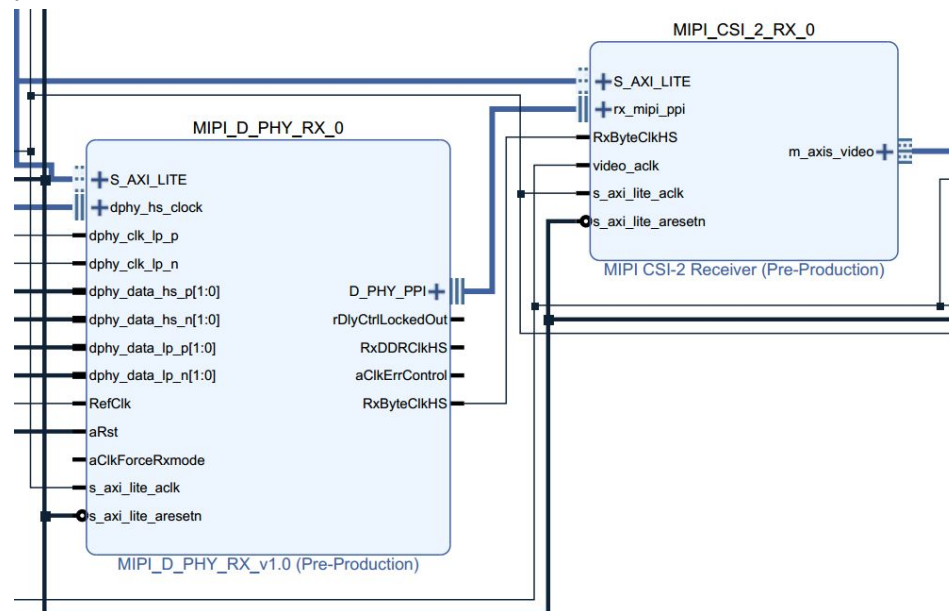 MIPI_CSI_2_RX_0
S_AXI_LITE
rx_mipi_ppi
RxByteClkHS
video_aclk
s_axi_lite_aclk
s_axi_lite_aresetn
m_axis_video
MIPI CSI-2 Receiver (Pre-Production)
MIPI_D_PHY_RX_0
S_AXI_LITE
dphy_hs_clock
dphy_clk_lp_p
dphy_clk_lp_n
dphy_data_hs_p[1:0]
dphy_data_hs_n[1:0]
dphy_data_lp_p[1:0]
dphy_data_lp_n[1:0]
RefClk
aRst
aClkForceRxmode
s_axi_lite_aclk
s_axi_lite_aresetn
D_PHY_PPI
rDlyCtrlLockedOut
RxDDRClkHS
aClkErrControl
RxByteClkHS
MIPI_D_PHY_RX_v1.0 (Pre-Production)